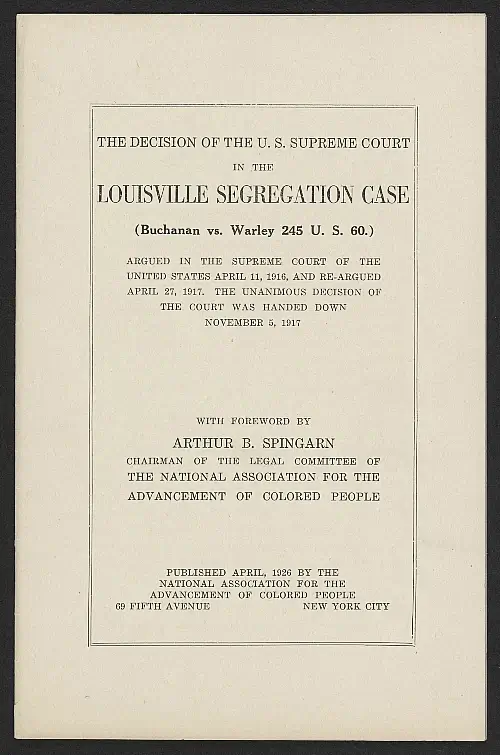 THE DECISION OF THE U. S. SUPREME COURT
IN THE
LOUISVILLE SEGREGATION CASE
(Buchanan vs. Warley 245 U. S. 60.)
ARGUED IN THE SUPREME COURT OF THE
UNITED STATES APRIL 11, 1916, AND RE-ARGUED
APRIL 27, 1917. THE UNANIMOUS DECISION OF
THE COURT WAS HANDED DOWN
NOVEMBER 5, 1917
WITH FOREWORD BY
ARTHUR B. SPINGARN
CHAIRMAN OF THE LEGAL COMMITTEE OF
THE NATIONAL ASSOCIATION FOR THE
ADVANCEMENT OF COLORED PEOPLE
PUBLISHED APRIL, 1926 BY THE
NATIONAL ASSOCIATION FOR THE
ADVANCEMENT OF COLORED PEOPLE
69 FIFTH AVENUE NEW YORK CITY